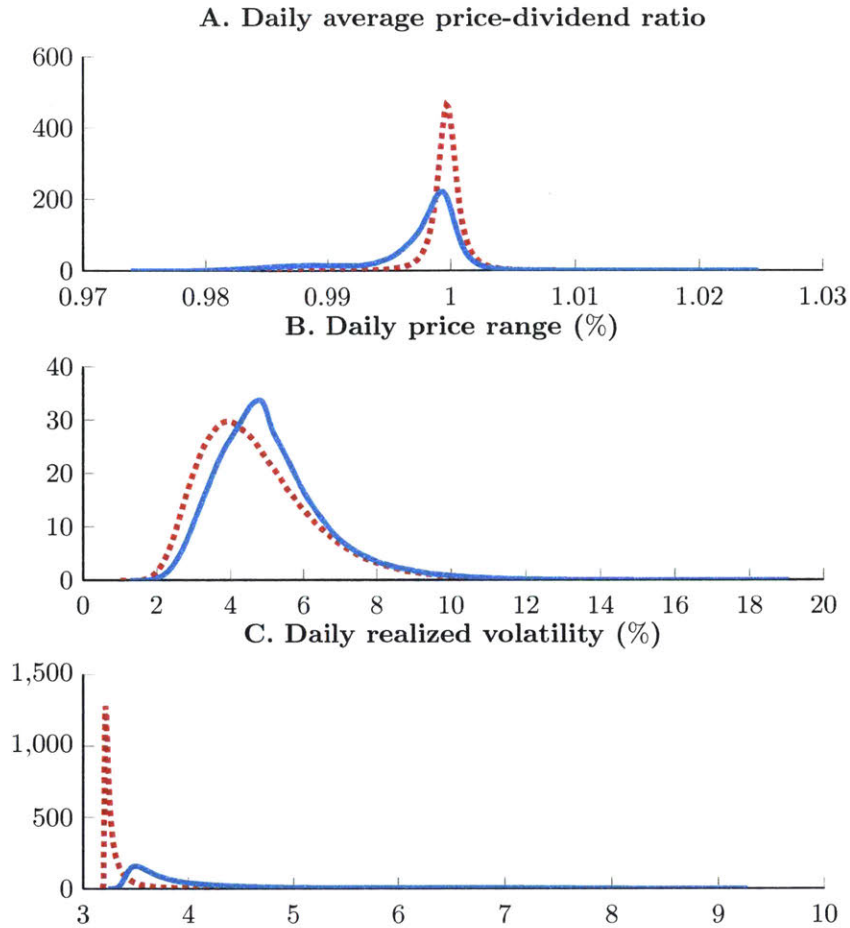 A. Daily average price-dividend ratio
600
400
200
0
0.97 0.98 0.99 1 1.01 1.02 1.03
B. Daily price range (%)
40
30
20
10
0
0 2 4 6 8 10 12 14 16 18 20
C. Daily realized volatility (%)
1,500
1,000
500
0
3 4 5 6 7 8 9 10